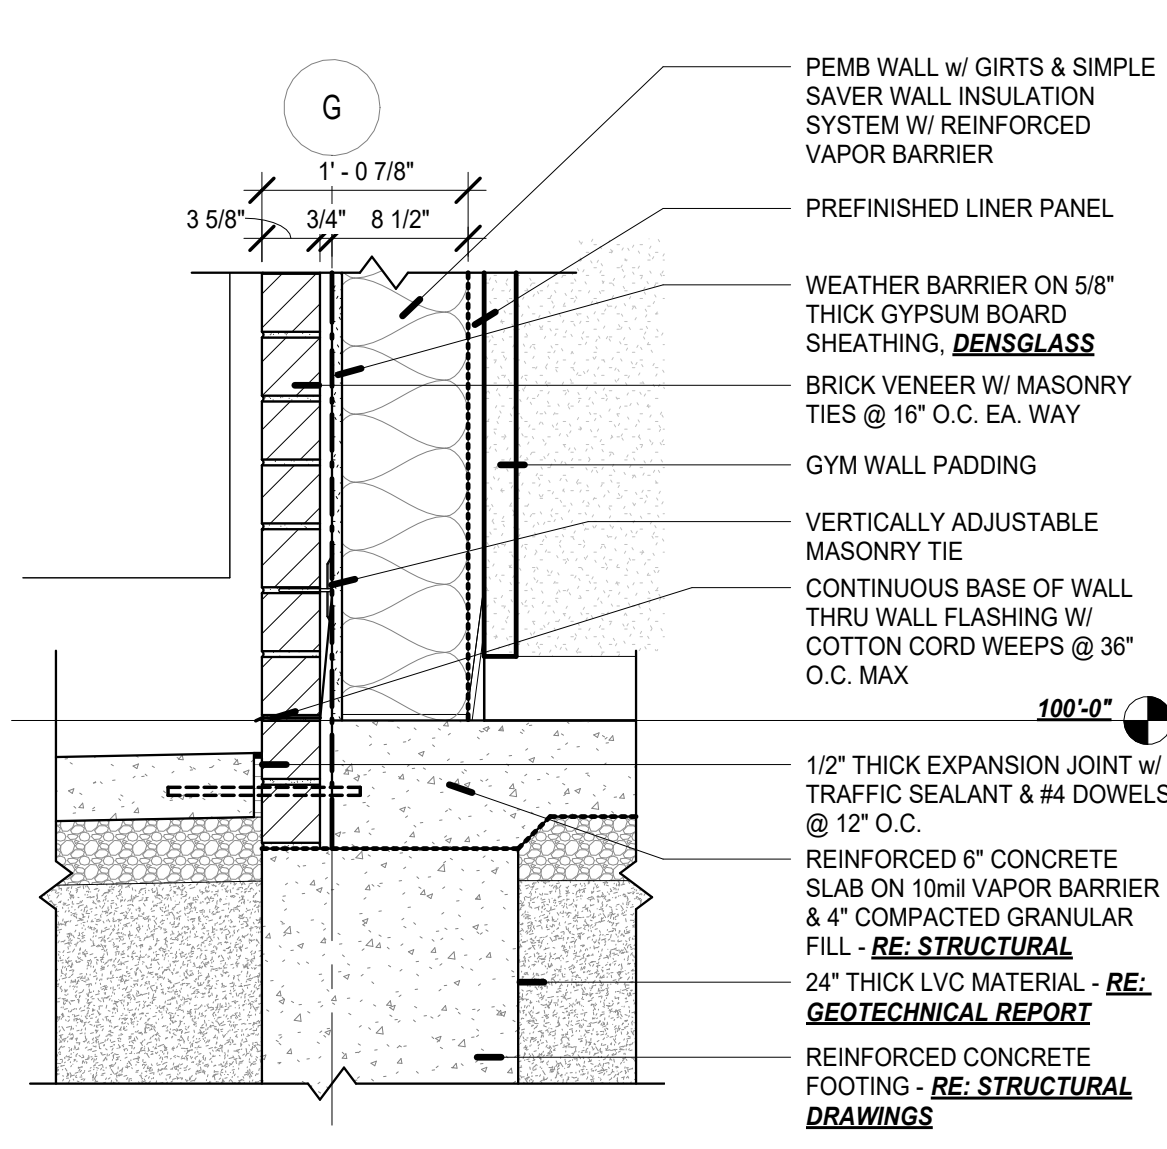 G
1' - 0 7/8"
3 5/8"
3/4"
8 1/2"
PEMB WALL w/ GIRTS & SIMPLE
SAVER WALL INSULATION
SYSTEM W/ REINFORCED
VAPOR BARRIER
PREFINISHED LINER PANEL
WEATHER BARRIER ON 5/8"
THICK GYPSUM BOARD
SHEATHING, DENSGLASS
BRICK VENEER W/ MASONRY
TIES @ 16" O.C. EA. WAY
GYM WALL PADDING
VERTICALLY ADJUSTABLE
MASONRY TIE
CONTINUOUS BASE OF WALL
THRU WALL FLASHING W/
COTTON CORD WEEPS @ 36"
O.C. MAX
100'-0"
1/2" THICK EXPANSION JOINT w/
TRAFFIC SEALANT & #4 DOWELS
@ 12" O.C.
REINFORCED 6" CONCRETE
SLAB ON 10mil VAPOR BARRIER
& 4" COMPACTED GRANULAR
FILL - RE: STRUCTURAL
24" THICK LVC MATERIAL - RE:
GEOTECHNICAL REPORT
REINFORCED CONCRETE
FOOTING - RE: STRUCTURAL
DRAWINGS